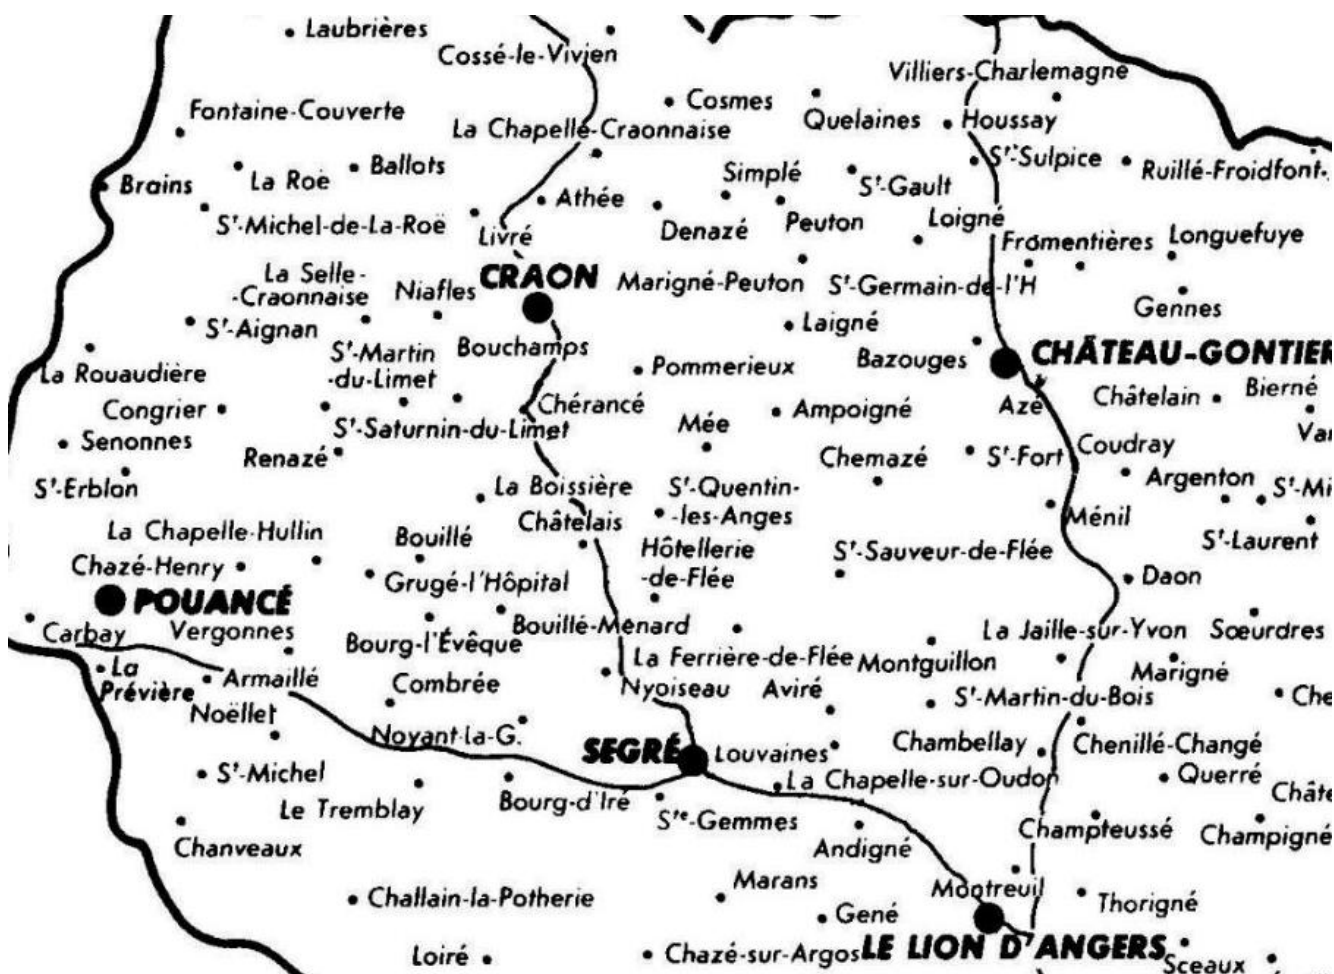 Laubrières
Cossé-le-Vivien
Villiers-Charlemagne
Cosmes
Fontaine-Couverte
Quelaines
Houssay
La Chapelle-Craonnaise
Sᵗ-Sulpice
Ballots
Ruillé-Froidfont.
Simplé
La Roë
Brains
Sᵗ-Gault
Athée
Sᵗ-Michel-de-La-Roë
Livré
Denazé
Peuton
Loigné
Fromentières
Longuefuye
La Selle-
-Craonnaise
Niafles
CRAON
Marigné-Peuton
Sᵗ-Germain-de-l'H
Gennes
Sᵗ-Aignan
Laigné
Sᵗ-Martin
-du-Limet
Bouchamps
Bazouges
CHÂTEAU-GONTIER
La Rouaudière
Pommerieux
Congrier
Chérancé
Ampoigné
Azé
Châtelain
Bierné
Senonnes
Sᵗ-Saturnin-du-Limet
Mée
Var
Renazé
Chemazé
Sᵗ-Fort
Coudray
Sᵗ-Erblon
La Boissière
Sᵗ-Quentin-
-les-Anges
Argenton
Sᵗ-Mi
La Chapelle-Hullin
Bouillé
Châtelais
Ménil
Sᵗ-Laurent
Chazé-Henry
Grugé-l'Hôpital
Hôtellerie
-de-Flée
Sᵗ-Sauveur-de-Flée
Daon
POUANCÉ
Carbay
Vergonnes
Bourg-l'Évêque
Bouillé-Ménard
La Jaille-sur-Yvon
Sœurdres
La
Prévière
Armaillé
Combrée
La Ferrière-de-Flée
Montguillon
Marigné
Nyoiseau
Aviré
Sᵗ-Martin-du-Bois
Che
Noëllet
Noyant-la-G.
SEGRÉ
Louvaines
Chambellay
Chenillé-Changé
Sᵗ-Michel
La Chapelle-sur-Oudon
Querré
Le Tremblay
Bourg-d'Iré
Sᵗᵉ-Gemmes
Châte
Chanveaux
Andigné
Champteussé
Champigné
Challain-la-Potherie
Marans
Montreuil
Thorigné
Gené
Loiré
Chazé-sur-Argos
LE LION D'ANGERS
Sceaux